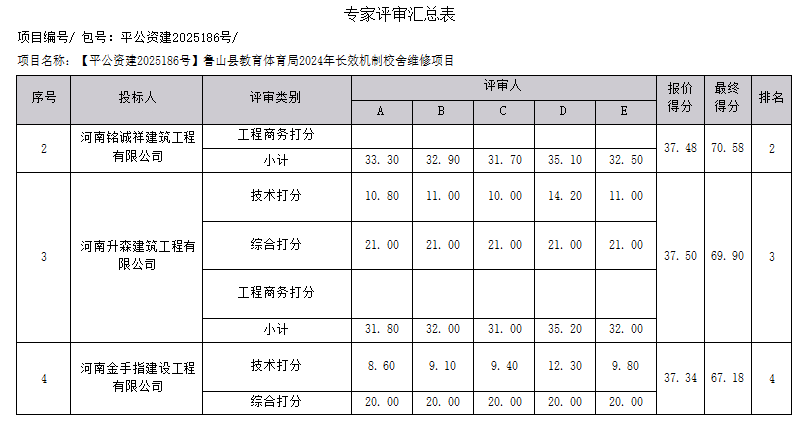 专家评审汇总表
项目编号/ 包号: 平公资建2025186号/
项目名称: 【平公资建2025186号】鲁山县教育体育局2024年长效机制校舍维修项目
序号 投标人 评审类别 评审人 报价得分 最终得分 排名
A B C D E
2 河南铭诚祥建筑工程有限公司 工程商务打分 37.48 70.58 2
小计 33.30 32.90 31.70 35.10 32.50
3 河南升森建筑工程有限公司 技术打分 10.80 11.00 10.00 14.20 11.00 37.50 69.90 3
综合打分 21.00 21.00 21.00 21.00 21.00
工程商务打分
小计 31.80 32.00 31.00 35.20 32.00
4 河南金手指建设工程有限公司 技术打分 8.60 9.10 9.40 12.30 9.80 37.34 67.18 4
综合打分 20.00 20.00 20.00 20.00 20.00